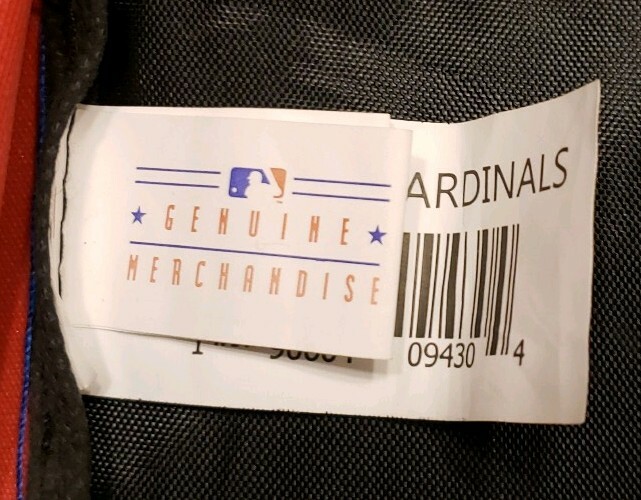 ARDINALS
★ GENUINE ★
MERCHANDISE
09430 4